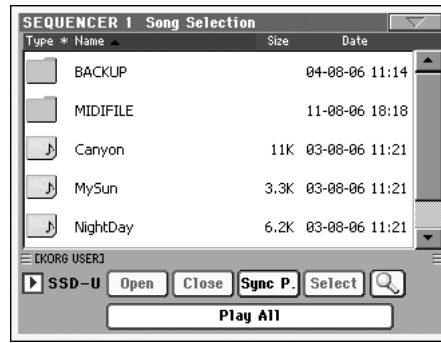 SEQUENCER 1 Song Selection
Type * Name Size Date
BACKUP 04-08-06 11:14
MIDIFILE 11-08-06 18:18
Canyon 11K 03-08-06 11:21
MySun 3.3K 03-08-06 11:21
NightDay 6.2K 03-08-06 11:21
[KORG USER]
SSD-U Open Close Sync P. Select
Play All